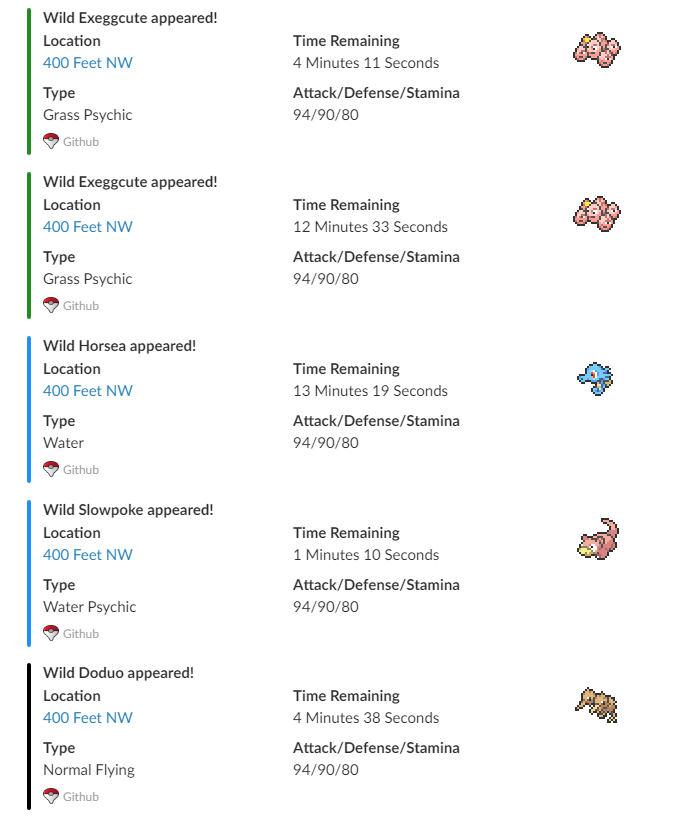 Wild Exeggcute appeared!
Location Time Remaining
400 Feet NW 4 Minutes 11 Seconds
Type Attack/Defense/Stamina
Grass Psychic 94/90/80
Github
Wild Exeggcute appeared!
Location Time Remaining
400 Feet NW 12 Minutes 33 Seconds
Type Attack/Defense/Stamina
Grass Psychic 94/90/80
Github
Wild Horsea appeared!
Location Time Remaining
400 Feet NW 13 Minutes 19 Seconds
Type Attack/Defense/Stamina
Water 94/90/80
Github
Wild Slowpoke appeared!
Location Time Remaining
400 Feet NW 1 Minutes 10 Seconds
Type Attack/Defense/Stamina
Water Psychic 94/90/80
Github
Wild Doduo appeared!
Location Time Remaining
400 Feet NW 4 Minutes 38 Seconds
Type Attack/Defense/Stamina
Normal Flying 94/90/80
Github